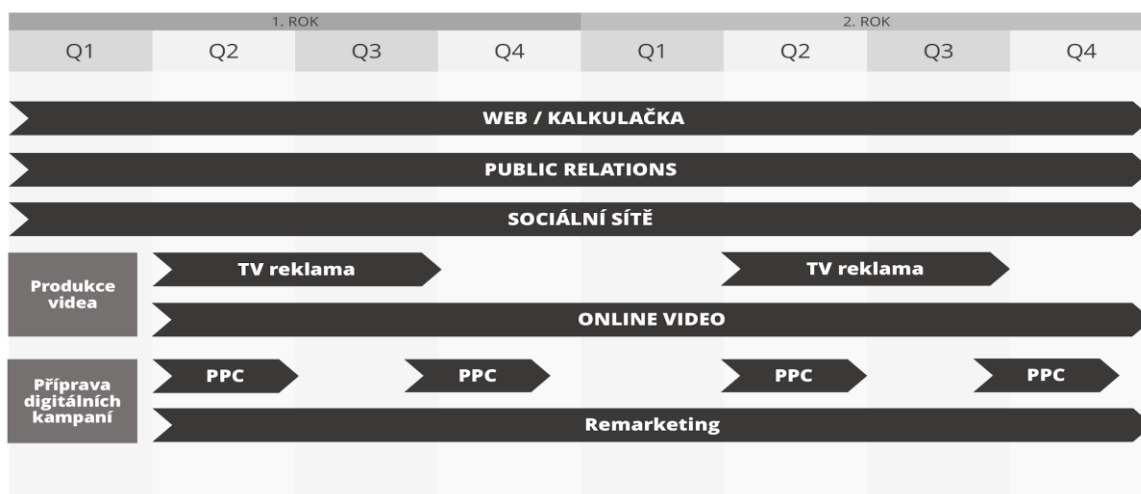 1. ROK 2. ROK
Q1 Q2 Q3 Q4 Q1 Q2 Q3 Q4
WEB / KALKULAČKA
PUBLIC RELATIONS
SOCIÁLNÍ SÍTĚ
Produkce
videa
TV reklama TV reklama
ONLINE VIDEO
Příprava
digitálních
kampaní
PPC PPC PPC PPC
Remarketing